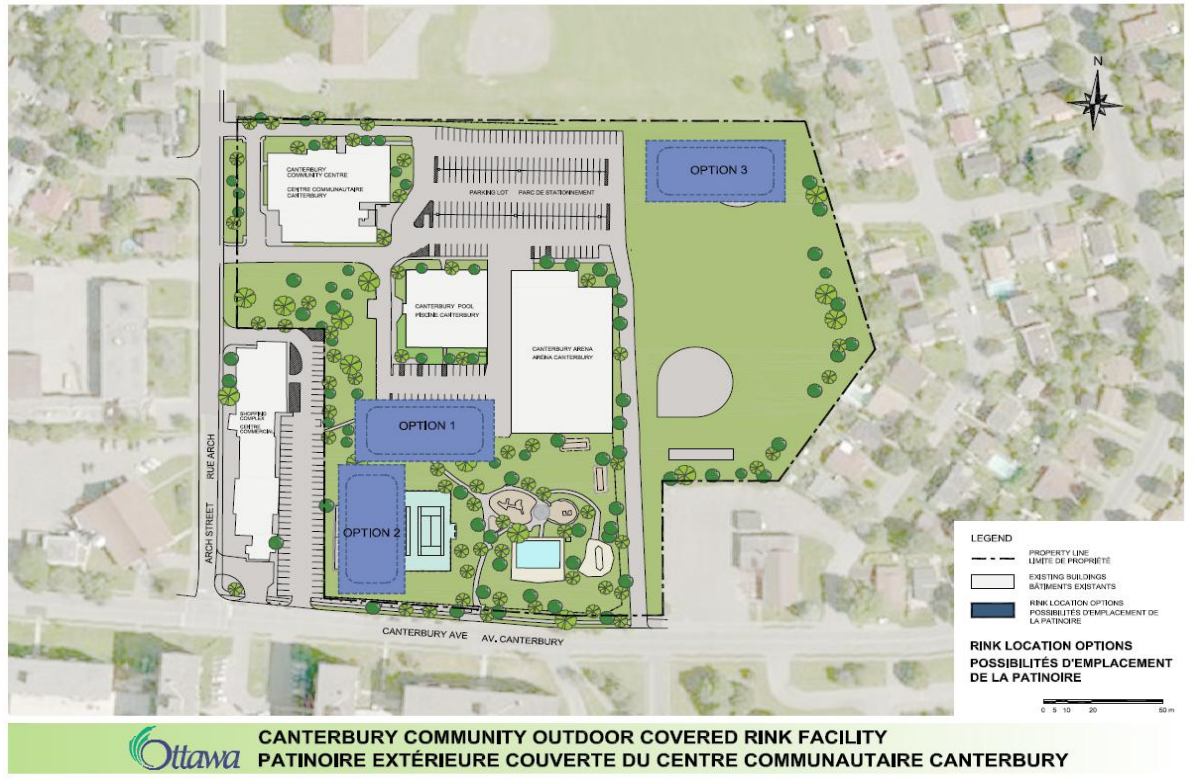 N
OPTION 3
CANTERBURY
COMMUNITY CENTRE
CENTRE COMMUNAUTAIRE
CANTERBURY
PARKING LOT PARC DE STATIONNEMENT
CANTERBURY POOL
PISCINE CANTERBURY
CANTERBURY ARENA
ARÉNA CANTERBURY
SHOPPING
COMPLEX
CENTRE
COMMERCIAL
OPTION 1
OPTION 2
ARCH STREET RUE ARCH
CANTERBURY AVE AV. CANTERBURY
LEGEND
PROPERTY LINE
LIMITE DE PROPRIÉTÉ
EXISTING BUILDINGS
BÂTIMENTS EXISTANTS
RINK LOCATION OPTIONS
POSSIBILITÉS D'EMPLACEMENT DE
LA PATINOIRE
RINK LOCATION OPTIONS
POSSIBILITÉS D'EMPLACEMENT
DE LA PATINOIRE
0 5 10 20 50 m
Ottawa
CANTERBURY COMMUNITY OUTDOOR COVERED RINK FACILITY
PATINOIRE EXTÉRIEURE COUVERTE DU CENTRE COMMUNAUTAIRE CANTERBURY